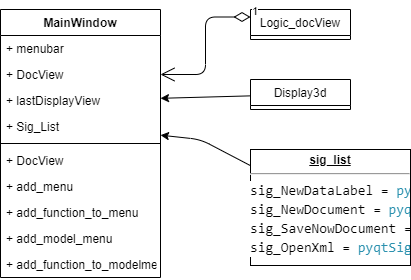 MainWindow
+ menubar
+ DocView
+ lastDisplayView
+ Sig_List
+ DocView
+ add_menu
+ add_function_to_menu
+ add_model_menu
+ add_function_to_modelme
1
Logic_docView
Display3d
sig_list
sig_NewDataLabel = py
sig_NewDocument = pyq
sig_SaveNowDocument =
sig_OpenXml = pyqtSig